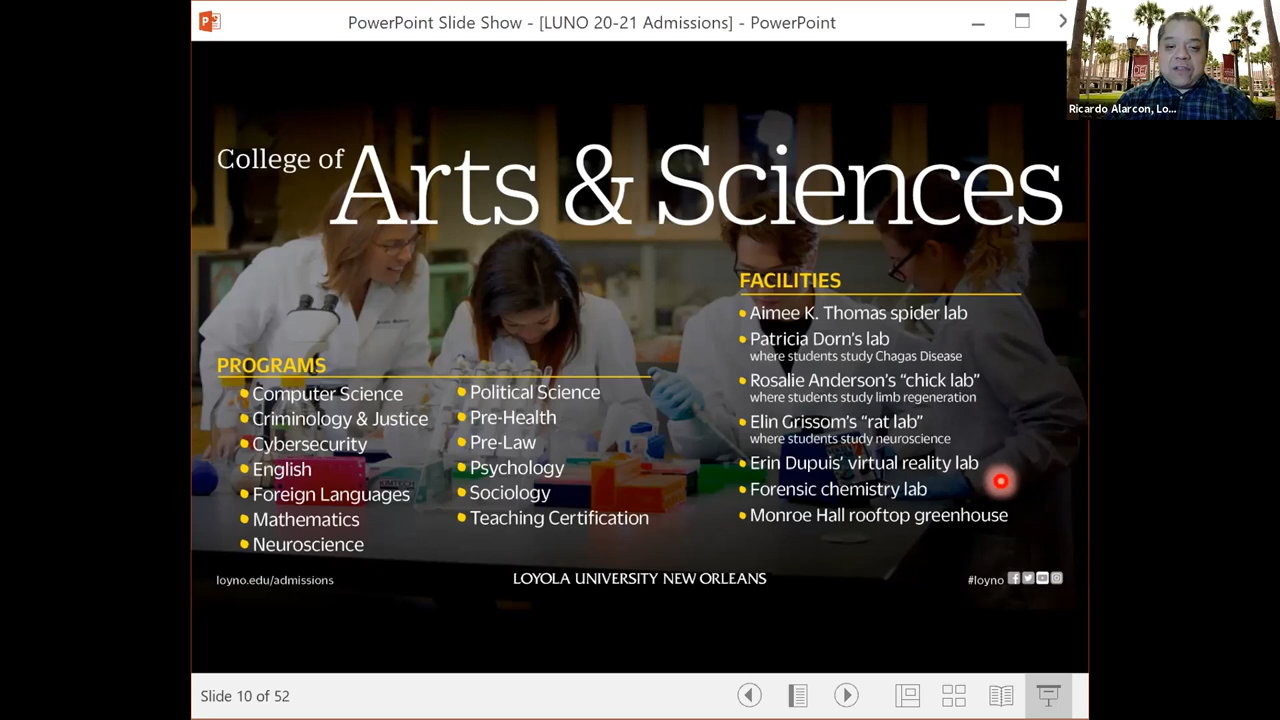 PowerPoint Slide Show - [LUNO 20-21 Admissions] - PowerPoint
Ricardo Alarcon, Lo...
College of Arts & Sciences
PROGRAMS
Computer Science
Criminology & Justice
Cybersecurity
English
Foreign Languages
Mathematics
Neuroscience
Political Science
Pre-Health
Pre-Law
Psychology
Sociology
Teaching Certification
FACILITIES
Aimee K. Thomas spider lab
Patricia Dorn's lab
where students study Chagas Disease
Rosalie Anderson's "chick lab"
where students study limb regeneration
Elin Grissom's "rat lab"
where students study neuroscience
Erin Dupuis' virtual reality lab
Forensic chemistry lab
Monroe Hall rooftop greenhouse
loyno.edu/admissions
LOYOLA UNIVERSITY NEW ORLEANS
#loyno
Slide 10 of 52